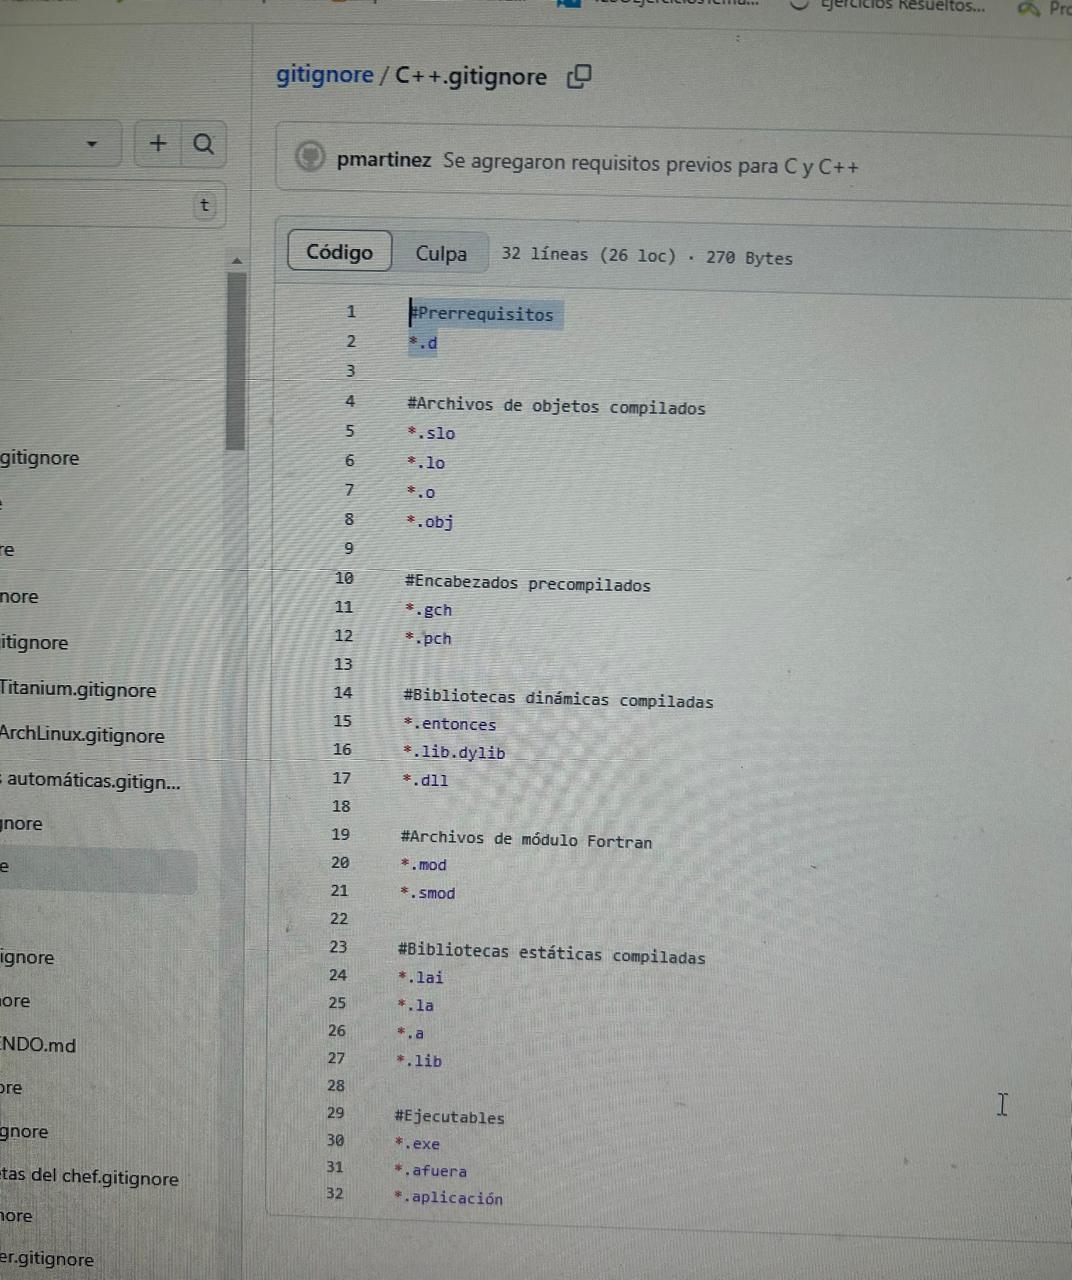 Ejercicios Resueltos...
gitignore / C++.gitignore
pmartinez Se agregaron requisitos previos para C y C++
t
Código Culpa 32 líneas (26 loc) · 270 Bytes
1 #Prerrequisitos
2 *.d
3
4 #Archivos de objetos compilados
5 *.slo
6 *.lo
7 *.o
8 *.obj
9
10 #Encabezados precompilados
11 *.gch
12 *.pch
13
14 #Bibliotecas dinámicas compiladas
15 *.entonces
16 *.lib.dylib
17 *.dll
18
19 #Archivos de módulo Fortran
20 *.mod
21 *.smod
22
23 #Bibliotecas estáticas compiladas
24 *.lai
25 *.la
26 *.a
27 *.lib
28
29 #Ejecutables
30 *.exe
31 *.afuera
32 *.aplicación
gitignore
e
re
nore
itignore
Titanium.gitignore
ArchLinux.gitignore
s automáticas.gitign...
gnore
e
ignore
nore
ENDO.md
ore
gnore
etas del chef.gitignore
nore
er.gitignore